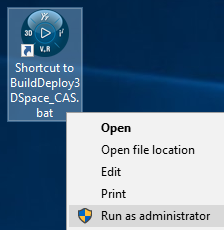 3D
V.R
Shortcut to
BuildDeploy3
DSpace_CAS.
bat
Open
Open file location
Edit
Print
Run as administrator